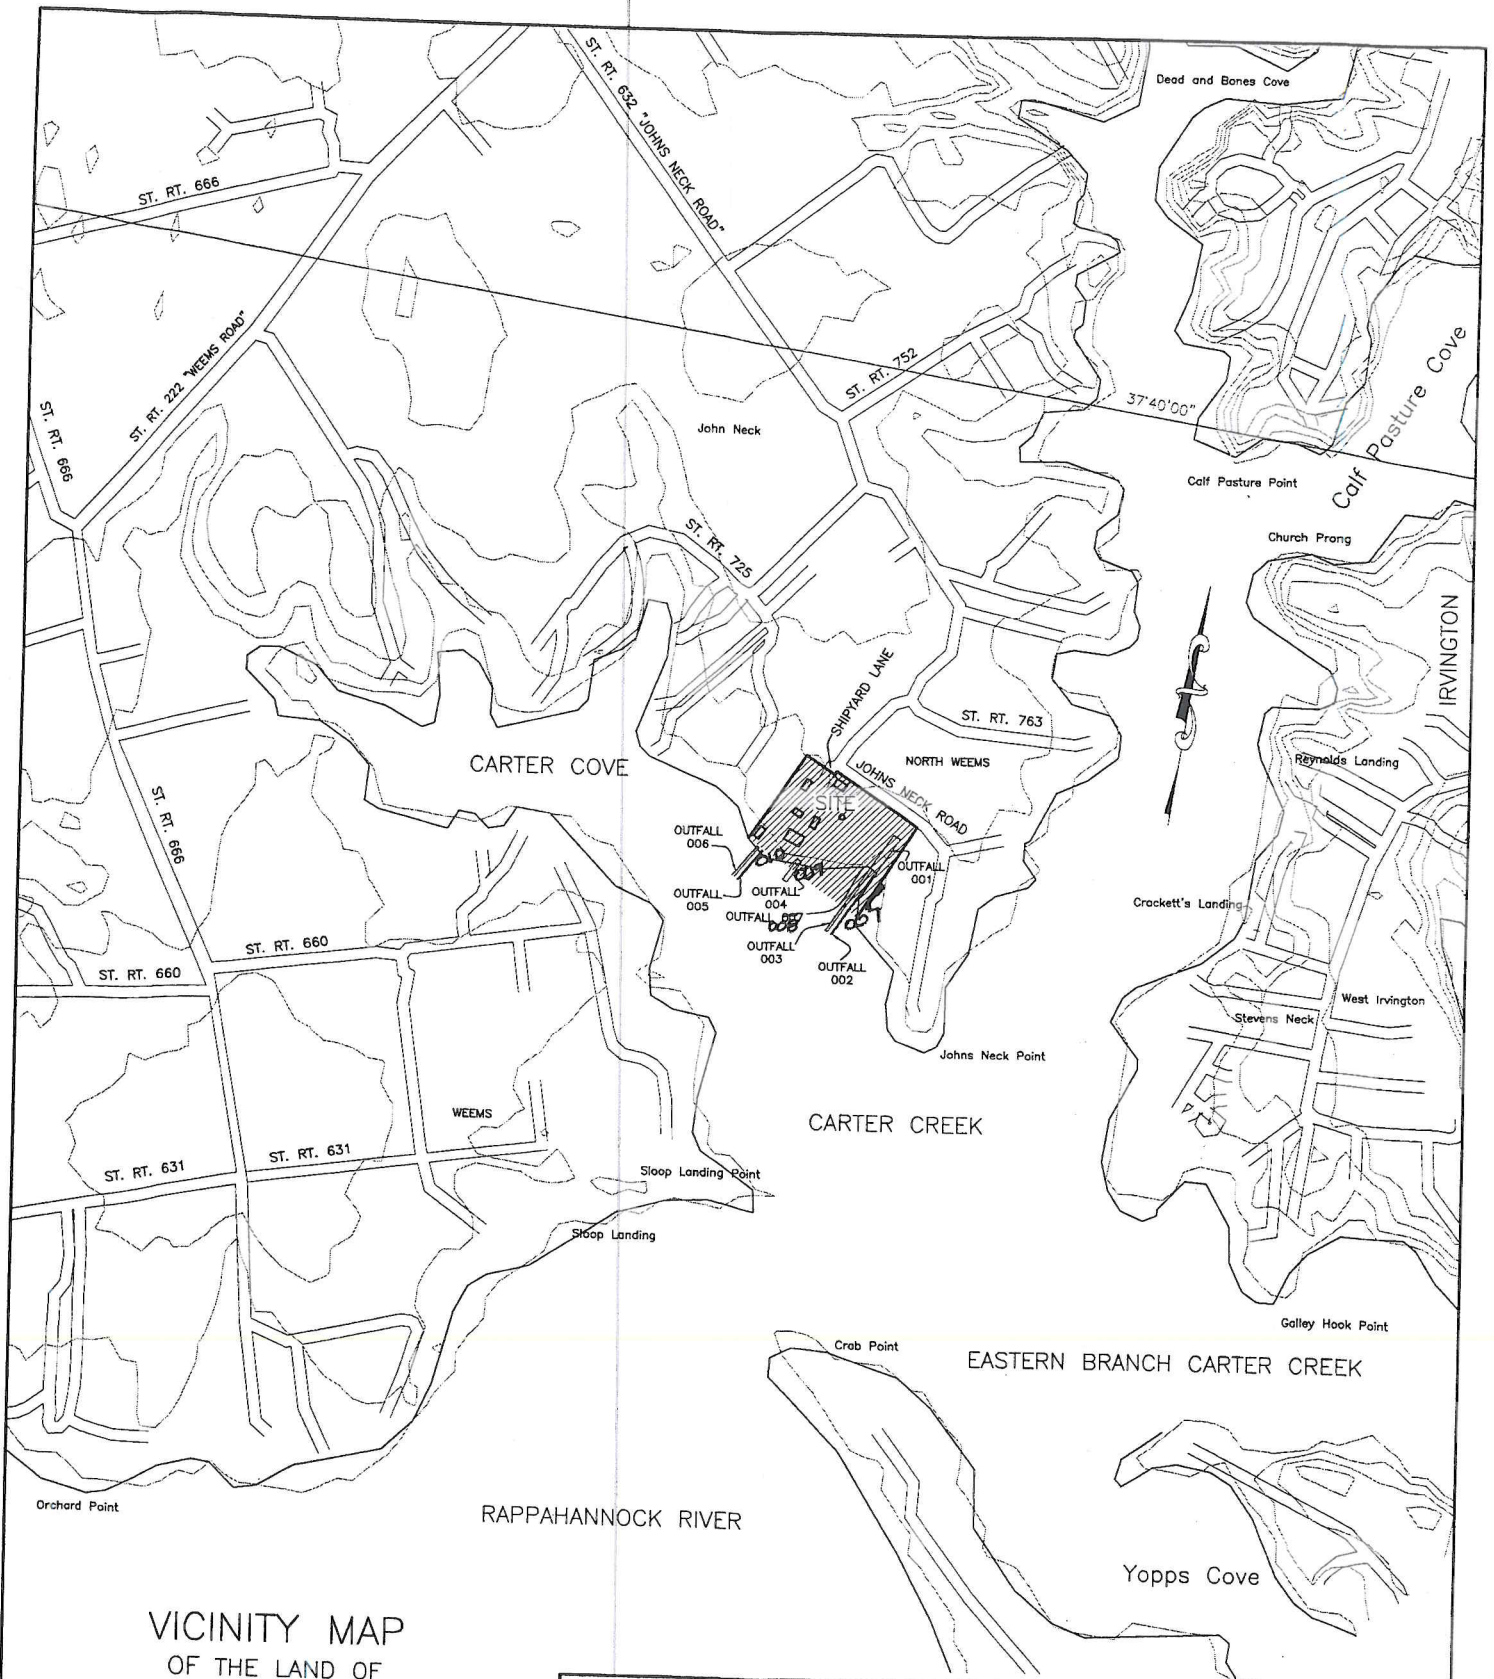 Dead and Bones Cove
ST. RT. 632 "JOHNS NECK ROAD"
ST. RT. 666
ST. RT. 222 "WEEMS ROAD"
ST. RT. 752
37°40'00"
Calf Pasture Cove
ST. RT. 666
John Neck
Calf Pasture Point
Church Prong
ST. RT. 725
IRVINGTON
SHIPYARD LANE
ST. RT. 763
CARTER COVE
NORTH WEEMS
Reynolds Landing
JOHNS NECK ROAD
SITE
ST. RT. 666
OUTFALL
006
OUTFALL
001
010
009
OUTFALL
005
OUTFALL
004
OUTFALL
008
007
OUTFALL
003
OUTFALL
002
Crockett's Landing
ST. RT. 660
ST. RT. 660
West Irvington
Stevens Neck
Johns Neck Point
WEEMS
CARTER CREEK
ST. RT. 631
ST. RT. 631
Sloop Landing Point
Sloop Landing
Galley Hook Point
Crab Point
EASTERN BRANCH CARTER CREEK
Orchard Point
RAPPAHANNOCK RIVER
Yopps Cove
VICINITY MAP
OF THE LAND OF